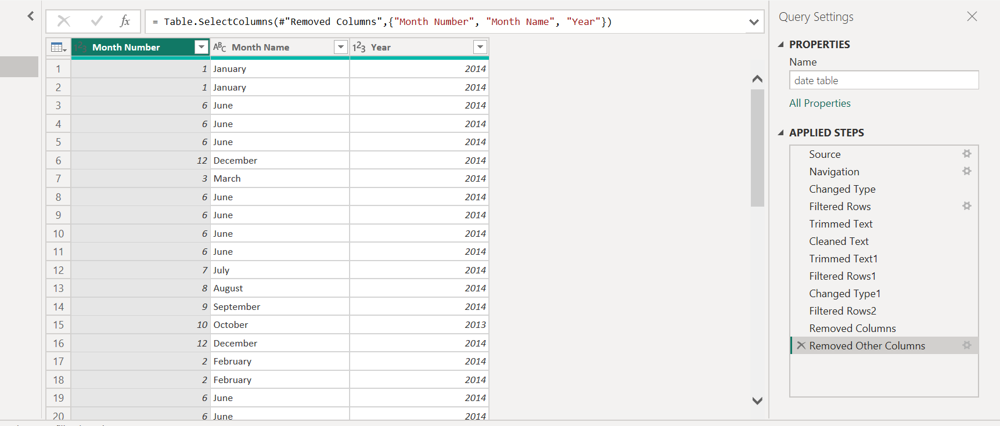 fx = Table.SelectColumns(#"Removed Columns",{"Month Number", "Month Name", "Year"})
123 Month Number ABC Month Name 123 Year
1 1 January 2014
2 1 January 2014
3 6 June 2014
4 6 June 2014
5 6 June 2014
6 12 December 2014
7 3 March 2014
8 6 June 2014
9 6 June 2014
10 6 June 2014
11 6 June 2014
12 7 July 2014
13 8 August 2014
14 9 September 2014
15 10 October 2013
16 12 December 2014
17 2 February 2014
18 2 February 2014
19 6 June 2014
20 6 June 2014
Query Settings
PROPERTIES
Name
date table
All Properties
APPLIED STEPS
Source
Navigation
Changed Type
Filtered Rows
Trimmed Text
Cleaned Text
Trimmed Text1
Filtered Rows1
Changed Type1
Filtered Rows2
Removed Columns
Removed Other Columns